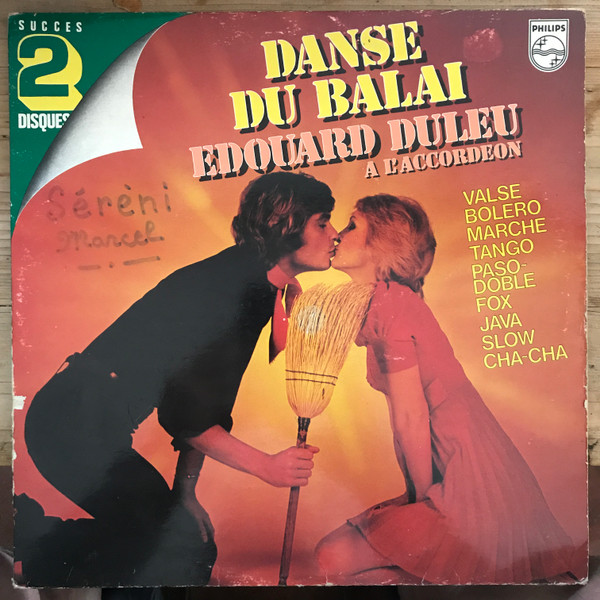 SUCCES
2
DISQUES
PHILIPS
DANSE
DU BALAI
EDOUARD DULEU
A L'ACCORDEON
Séréni
Marcel
VALSE
BOLERO
MARCHE
TANGO
PASO-
DOBLE
FOX
JAVA
SLOW
CHA-CHA